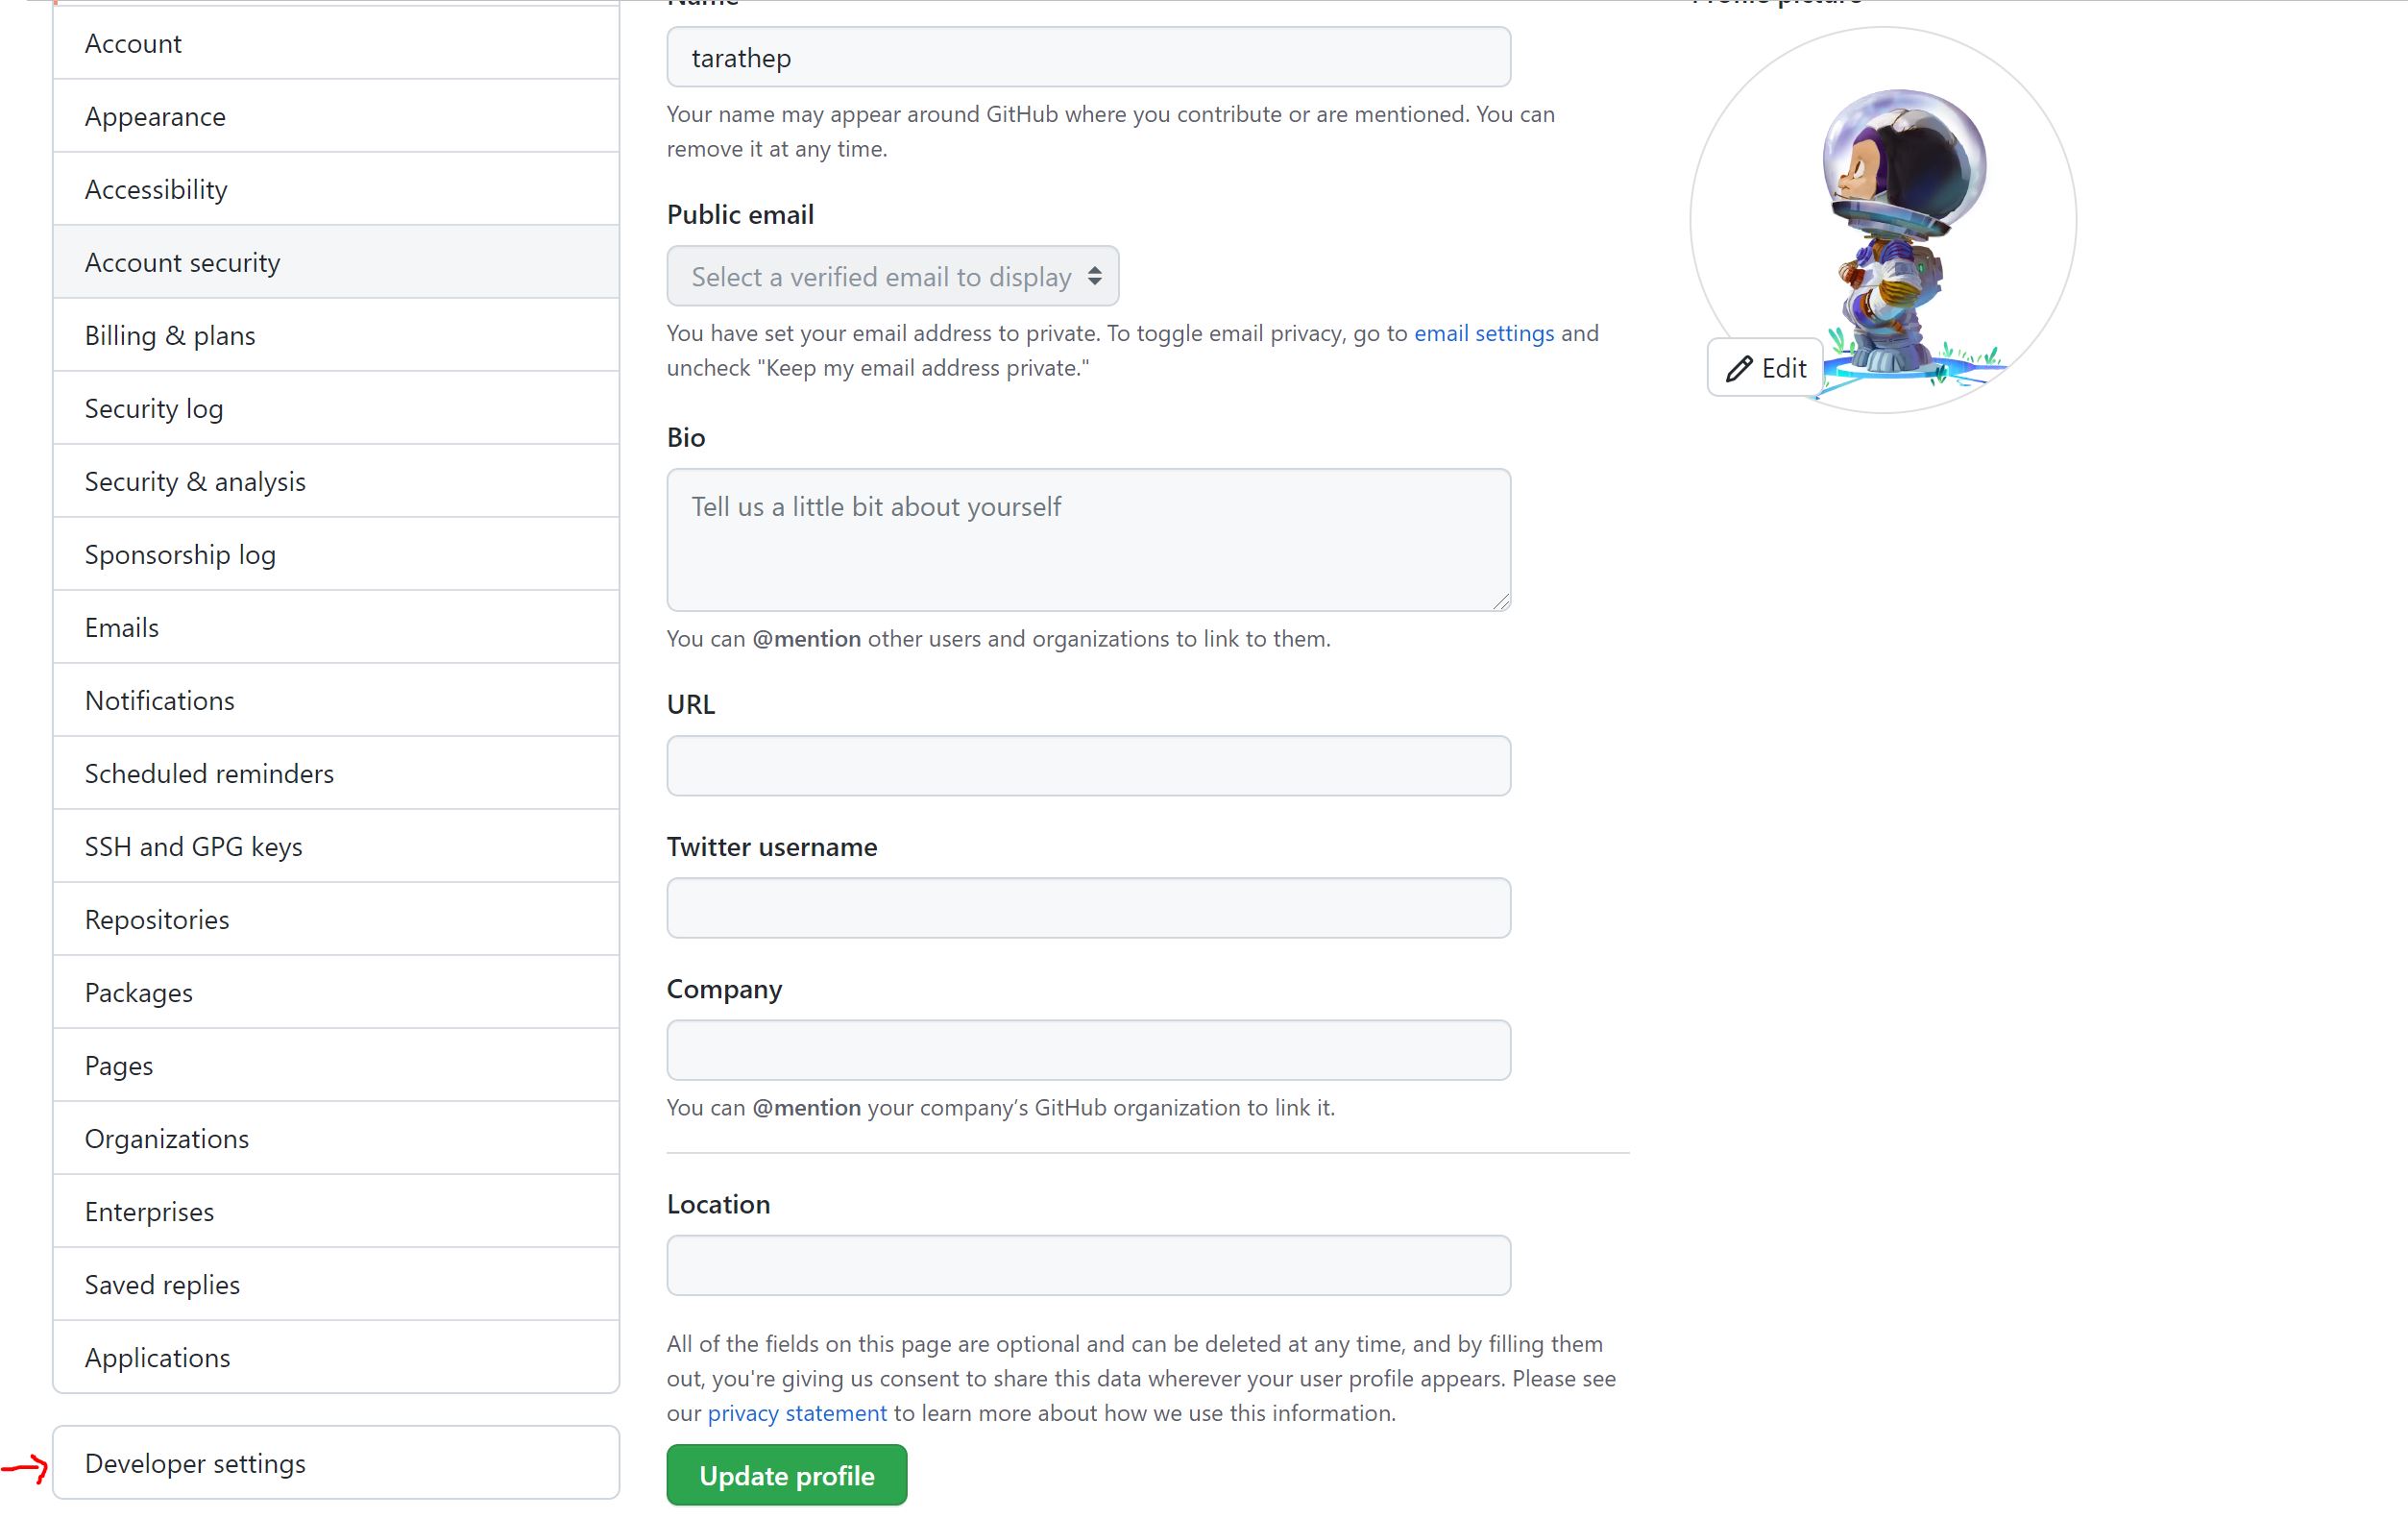 Account
Appearance
Accessibility
Account security
Billing & plans
Security log
Security & analysis
Sponsorship log
Emails
Notifications
Scheduled reminders
SSH and GPG keys
Repositories
Packages
Pages
Organizations
Enterprises
Saved replies
Applications
Developer settings
Name
tarathep
Your name may appear around GitHub where you contribute or are mentioned. You can
remove it at any time.
Public email
Select a verified email to display
You have set your email address to private. To toggle email privacy, go to email settings and
uncheck "Keep my email address private."
Bio
Tell us a little bit about yourself
You can @mention other users and organizations to link to them.
URL
Twitter username
Company
You can @mention your company’s GitHub organization to link it.
Location
All of the fields on this page are optional and can be deleted at any time, and by filling them
out, you're giving us consent to share this data wherever your user profile appears. Please see
our privacy statement to learn more about how we use this information.
Update profile
Profile picture
Edit